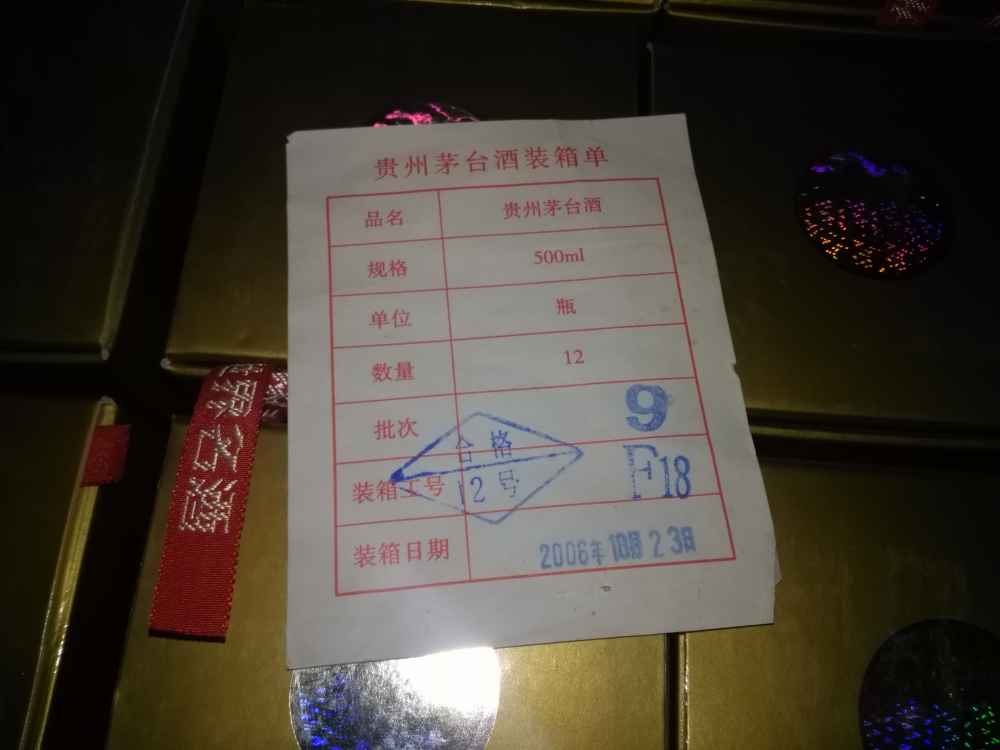 贵州茅台酒装箱单
品名 贵州茅台酒
规格 500ml
单位 瓶
数量 12
批次 9
合格
装箱工号 12号 F18
装箱日期 2006年10月23日